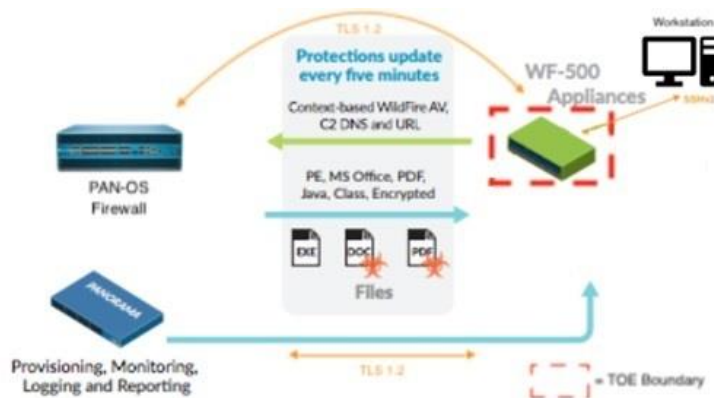 TLS 1.2
Workstation
Protections update
every five minutes
WF-500
Appliances
Context-based WildFire AV,
C2 DNS and URL
SSHv2
PAN-OS
Firewall
PE, MS Office, PDF,
Java, Class, Encrypted
EXE
DOC
PDF
Files
PANORAMA
Provisioning, Monitoring,
Logging and Reporting
TLS 1.2
= TOE Boundary